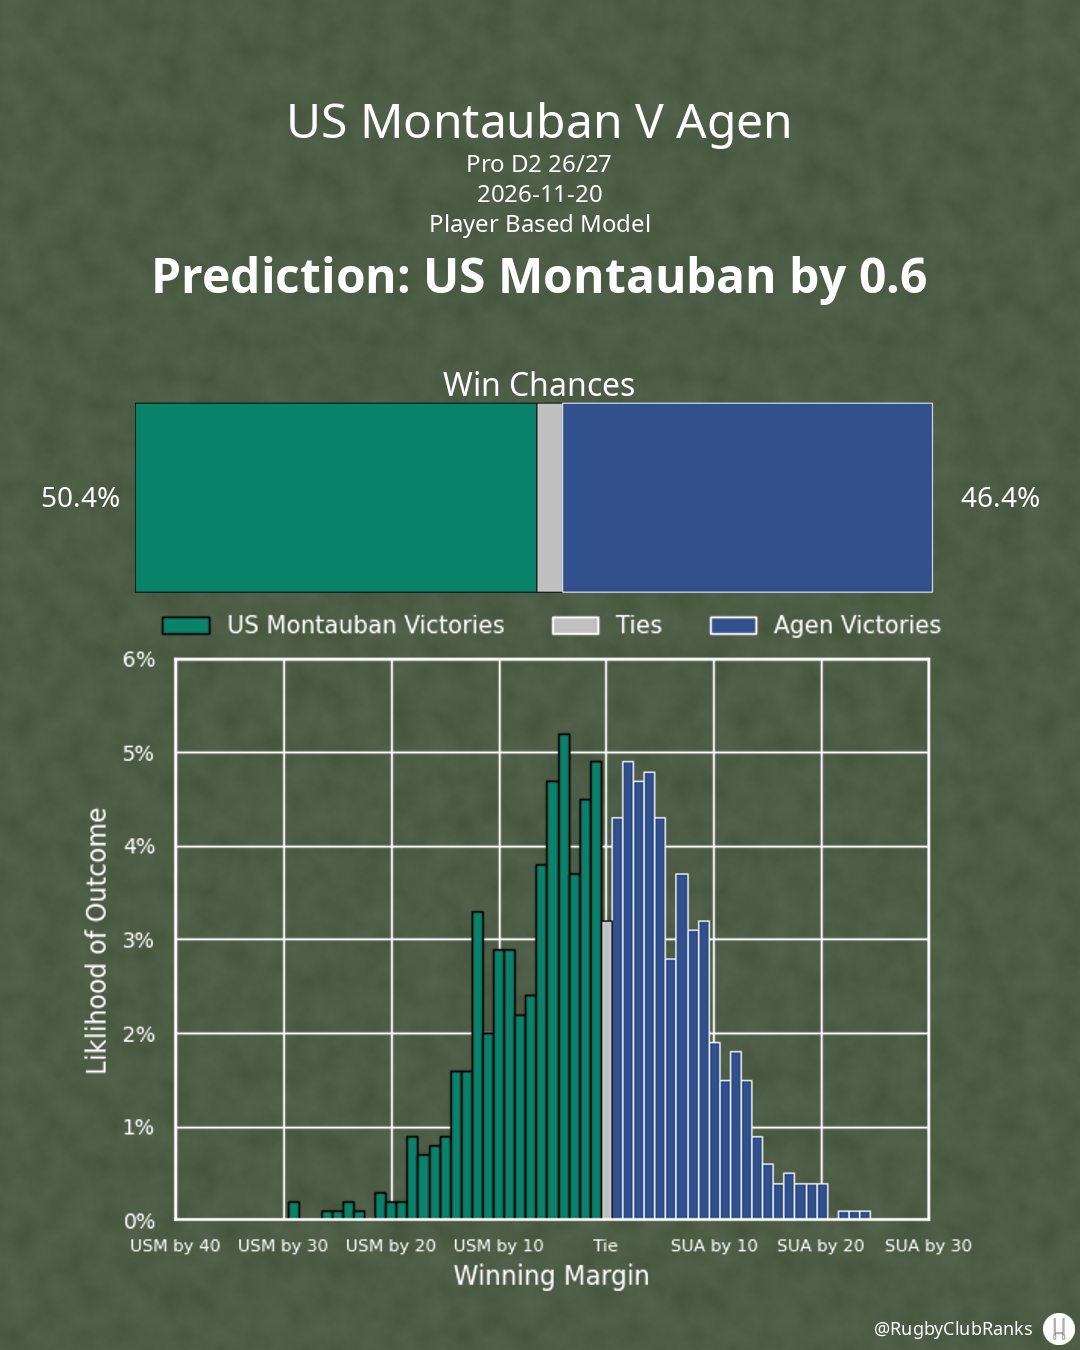 US Montauban V Agen
Pro D2 26/27
2026-11-20
Player Based Model
Prediction: US Montauban by 0.6
Win Chances
50.4%
46.4%
US Montauban Victories
Ties
Agen Victories
6%
5%
4%
3%
2%
1%
0%
Liklihood of Outcome
USM by 40
USM by 30
USM by 20
USM by 10
Tie
SUA by 10
SUA by 20
SUA by 30
Winning Margin
@RugbyClubRanks